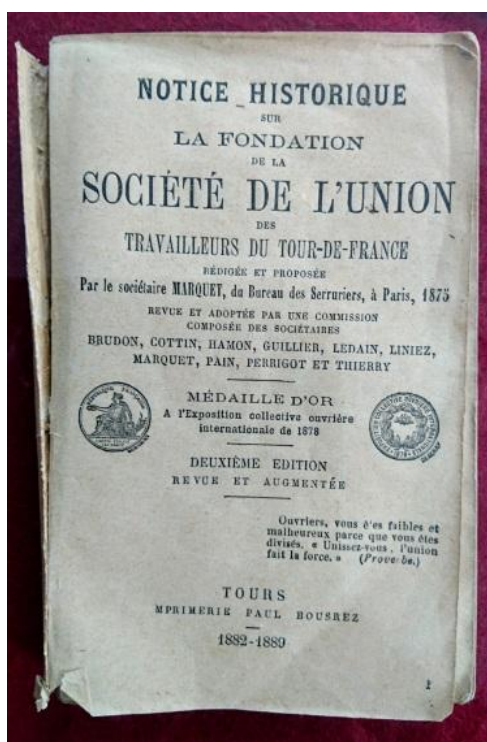 NOTICE HISTORIQUE
SUR
LA FONDATION
DE LA
SOCIÉTÉ DE L'UNION
DES
TRAVAILLEURS DU TOUR-DE-FRANCE
RÉDIGÉE ET PROPOSÉE
Par le sociétaire MARQUET, du Bureau des Serruriers, à Paris, 1875
REVUE ET ADOPTÉE PAR UNE COMMISSION
COMPOSÉE DES SOCIÉTAIRES
BRUDON, COTTIN, HAMON, GUILLIER, LEDAIN, LINIEZ,
MARQUET, PAIN, PERRIGOT ET THIERRY
MÉDAILLE D'OR
A l'Exposition collective ouvrière
internationale de 1878
DEUXIÈME EDITION
REVUE ET AUGMENTÉE
Ouvriers, vous ê'es faibles et
malheureux parce que vous êtes
divisés. « Unissez-vous, l'union
fait la force. » (Prove be.)
TOURS
MPRIMERIE PAUL BOUSREZ
1882-1889
1